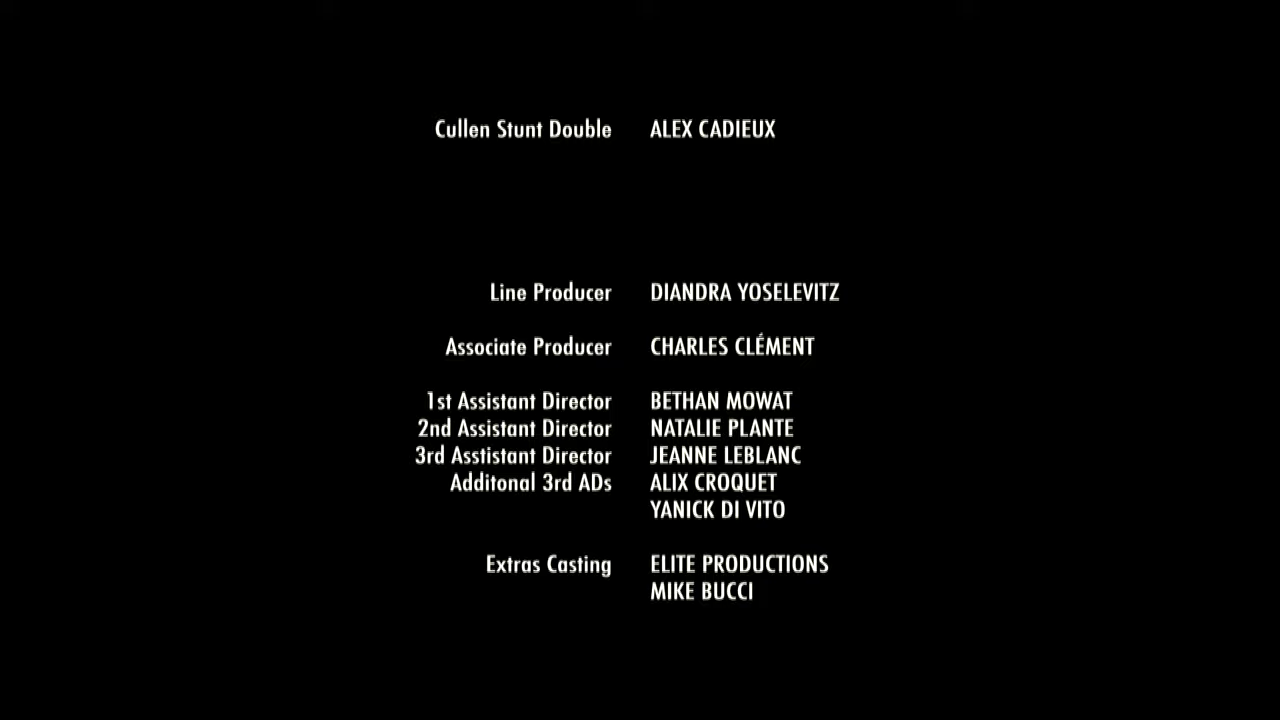 Cullen Stunt Double ALEX CADIEUX
Line Producer DIANDRA YOSELEVITZ
Associate Producer CHARLES CLÉMENT
1st Assistant Director BETHAN MOWAT
2nd Assistant Director NATALIE PLANTE
3rd Asstistant Director JEANNE LEBLANC
Additonal 3rd ADs ALIX CROQUET
YANICK DI VITO
Extras Casting ELITE PRODUCTIONS
MIKE BUCCI